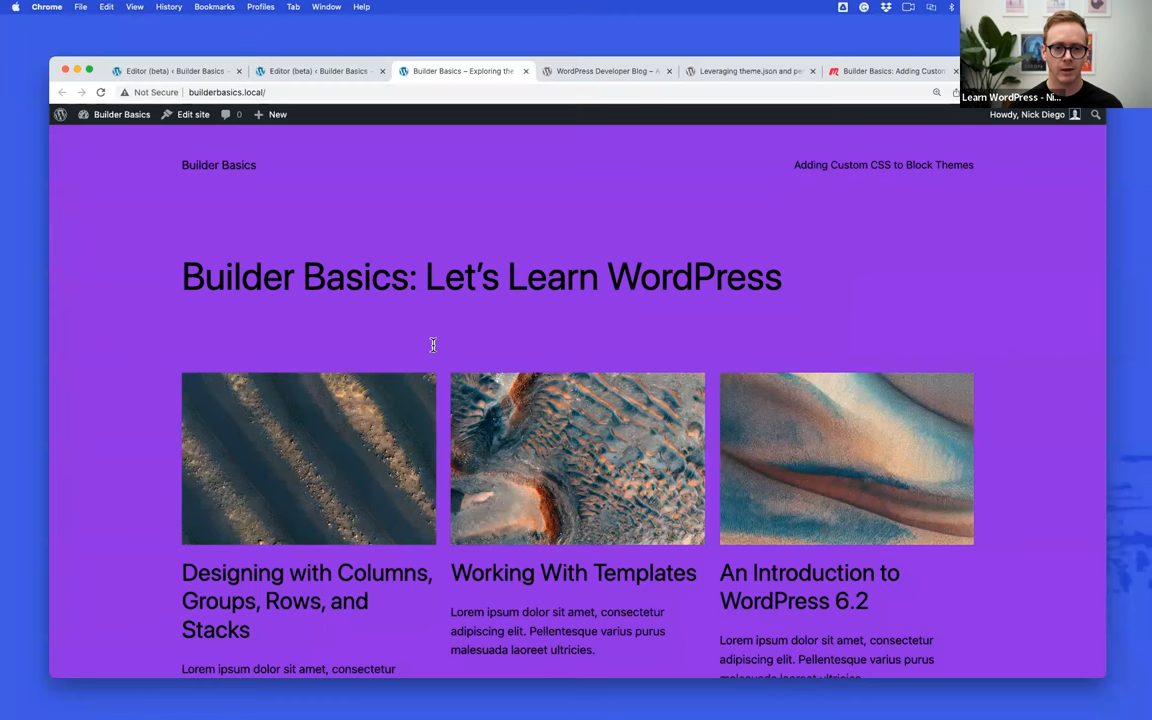 Chrome File Edit View History Bookmarks Profiles Tab Window Help
Editor (beta) ‹ Builder Basics –
Editor (beta) ‹ Builder Basics –
Builder Basics – Exploring the
WordPress Developer Blog – A
Leveraging theme.json and pe
Builder Basics: Adding Custon
Not Secure
builderbasics.local/
Learn WordPress - Ni...
Builder Basics
Edit site
0
New
Howdy, Nick Diego
Builder Basics
Adding Custom CSS to Block Themes
Builder Basics: Let's Learn WordPress
Designing with Columns,
Groups, Rows, and
Stacks
Lorem ipsum dolor sit amet, consectetur
Working With Templates
Lorem ipsum dolor sit amet, consectetur
adipiscing elit. Pellentesque varius purus
malesuada laoreet ultricies.
An Introduction to
WordPress 6.2
Lorem ipsum dolor sit amet, consectetur
adipiscing elit. Pellentesque varius purus